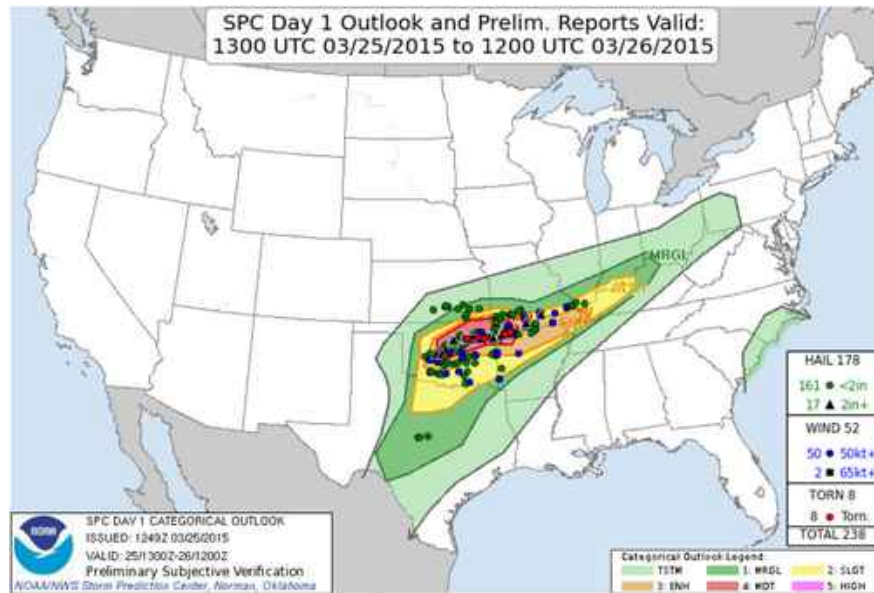 SPC Day 1 Outlook and Prelim. Reports Valid:
1300 UTC 03/25/2015 to 1200 UTC 03/26/2015
MRGL
HAIL 178
161 <2in
17 2in+
WIND 52
50 50kt+
2 65kt+
TORN 8
8 Torn.
TOTAL 238
NOAA
SPC DAY 1 CATEGORICAL OUTLOOK
ISSUED: 1249Z 03/25/2015
VALID: 25/1300Z-26/1200Z
Preliminary Subjective Verification
NOAA/NWS Storm Prediction Center, Norman, Oklahoma
Categorical Outlook Legend:
TSTM 1: MRGL 2: SLGT
3: ENH 4: MDT 5: HIGH